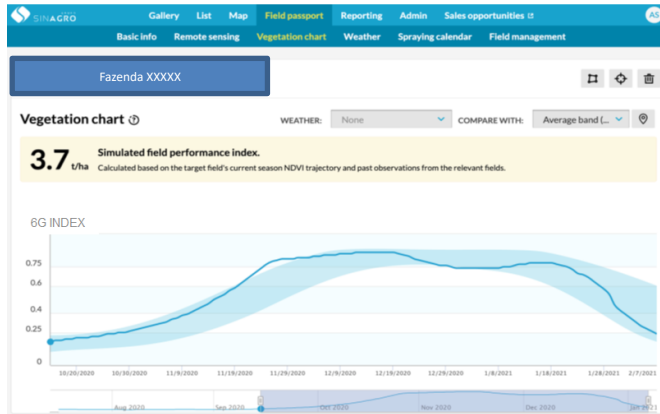 SINAGRO
Gallery List Map Field passport Reporting Admin Sales opportunities AS
Basic info Remote sensing Vegetation chart Weather Spraying calendar Field management
Fazenda XXXXX
Vegetation chart ? WEATHER: None COMPARE WITH: Average band (...
3.7 t/ha
Simulated field performance index.
Calculated based on the target field's current season NDVI trajectory and past observations from the relevant fields.
6G INDEX
0.75
0.6
0.4
0.25
0
10/20/2020 10/30/2020 11/9/2020 11/19/2020 11/29/2020 12/9/2020 12/19/2020 12/29/2020 1/8/2021 1/18/2021 1/28/2021 2/7/2021
Aug 2020 Sep 2020 Oct 2020 Nov 2020 Dec 2020 Jan 2021